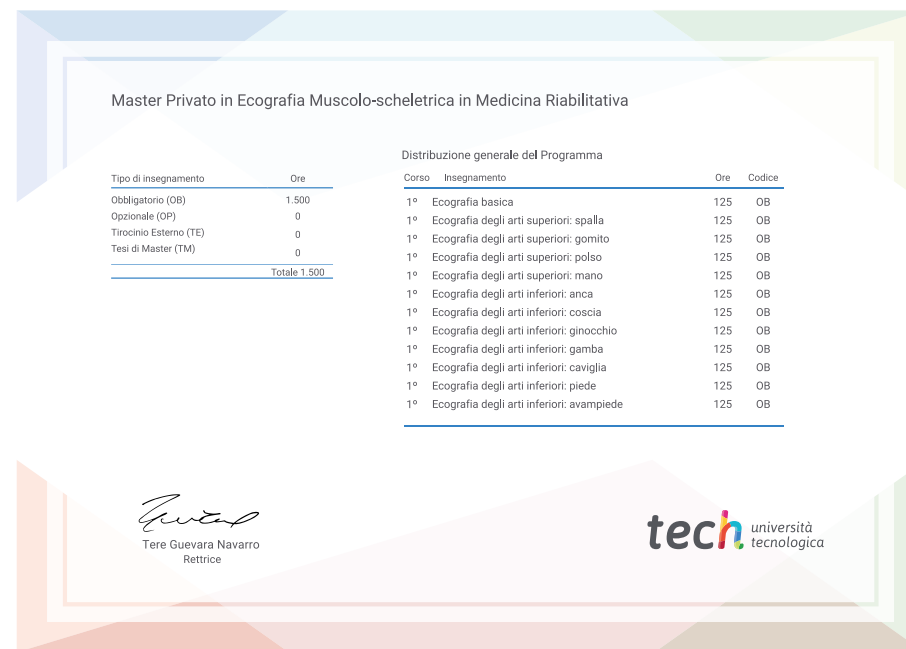 Master Privato in Ecografia Muscolo-scheletrica in Medicina Riabilitativa
Tipo di insegnamento Ore
Obbligatorio (OB) 1.500
Opzionale (OP) 0
Tirocinio Esterno (TE) 0
Tesi di Master (TM) 0
Totale 1.500
Distribuzione generale del Programma
Corso Insegnamento Ore Codice
1º Ecografia basica 125 OB
1º Ecografia degli arti superiori: spalla 125 OB
1º Ecografia degli arti superiori: gomito 125 OB
1º Ecografia degli arti superiori: polso 125 OB
1º Ecografia degli arti superiori: mano 125 OB
1º Ecografia degli arti inferiori: anca 125 OB
1º Ecografia degli arti inferiori: coscia 125 OB
1º Ecografia degli arti inferiori: ginocchio 125 OB
1º Ecografia degli arti inferiori: gamba 125 OB
1º Ecografia degli arti inferiori: caviglia 125 OB
1º Ecografia degli arti inferiori: piede 125 OB
1º Ecografia degli arti inferiori: avampiede 125 OB
Tere Guevara Navarro
Rettrice
tech università
tecnologica